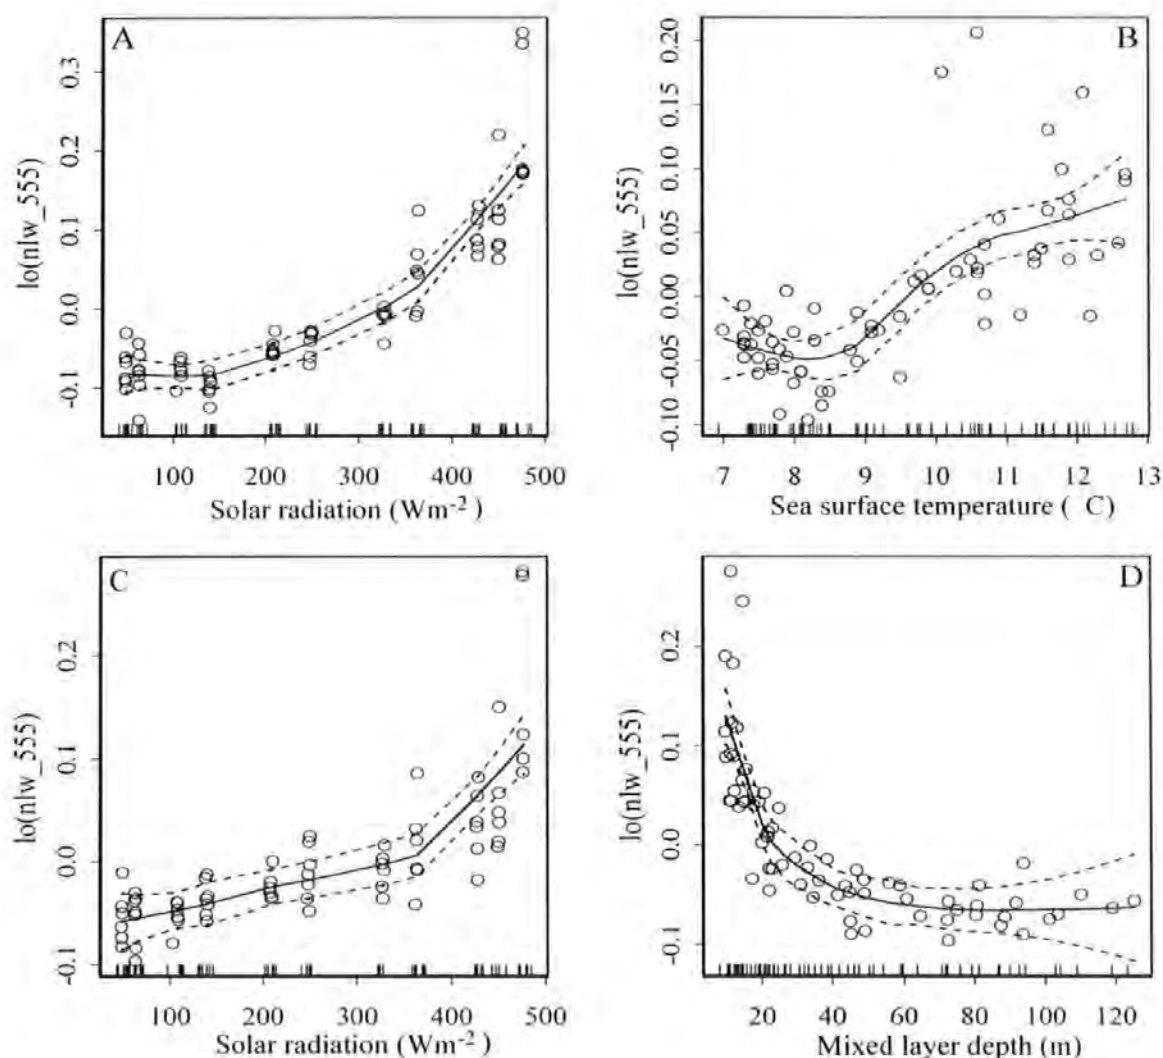 A
lo(nlw_555)
0.3
0.2
0.1
0.0
-0.1
100 200 300 400 500
Solar radiation (Wm-2)
B
lo(nlw_555)
0.20
0.15
0.10
0.05
0.00
-0.05
-0.10
7 8 9 10 11 12 13
Sea surface temperature ( C)
C
lo(nlw_555)
0.2
0.1
0.0
-0.1
100 200 300 400 500
Solar radiation (Wm-2)
D
lo(nlw_555)
0.2
0.1
0.0
-0.1
20 40 60 80 100 120
Mixed layer depth (m)